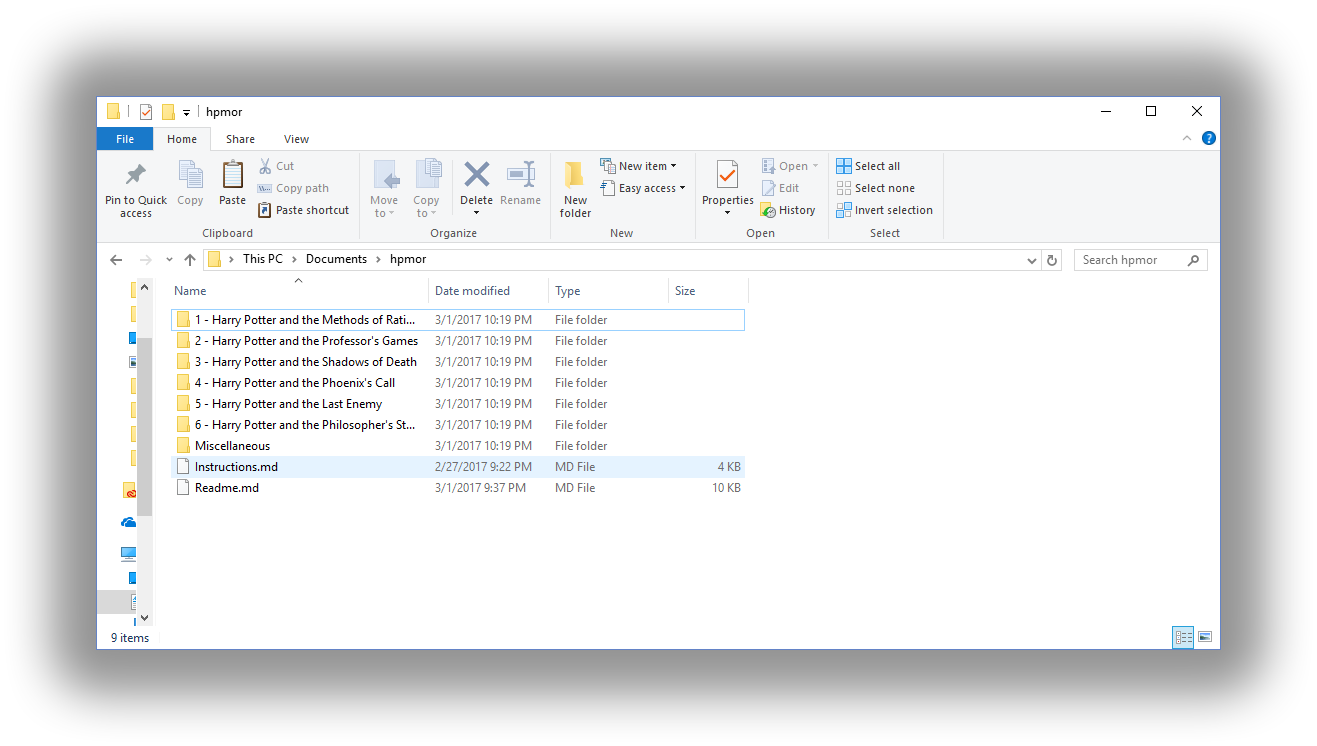 hpmor
File Home Share View
Pin to Quick access
Copy
Paste
Cut
Copy path
Paste shortcut
Clipboard
Move to
Copy to
Delete
Rename
Organize
New folder
New item
Easy access
New
Properties
Open
Edit
History
Open
Select all
Select none
Invert selection
Select
This PC > Documents > hpmor
Search hpmor
Name Date modified Type Size
1 - Harry Potter and the Methods of Rati... 3/1/2017 10:19 PM File folder
2 - Harry Potter and the Professor's Games 3/1/2017 10:19 PM File folder
3 - Harry Potter and the Shadows of Death 3/1/2017 10:19 PM File folder
4 - Harry Potter and the Phoenix's Call 3/1/2017 10:19 PM File folder
5 - Harry Potter and the Last Enemy 3/1/2017 10:19 PM File folder
6 - Harry Potter and the Philosopher's St... 3/1/2017 10:19 PM File folder
Miscellaneous 3/1/2017 10:19 PM File folder
Instructions.md 2/27/2017 9:22 PM MD File 4 KB
Readme.md 3/1/2017 9:37 PM MD File 10 KB
9 items